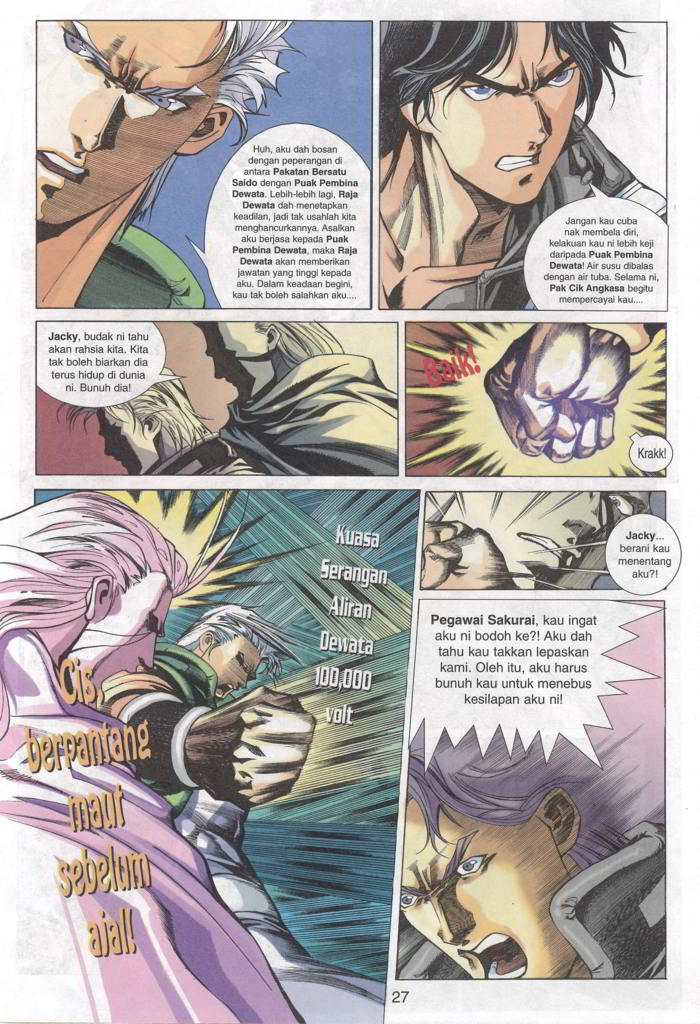 Huh, aku dah bosan
dengan peperangan di
antara Pakatan Bersatu
Saido dengan Puak Pembina
Dewata. Lebih-lebih lagi, Raja
Dewata dah menetapkan
keadilan, jadi tak usahlah kita
menghancurkannya. Asalkan
aku berjasa kepada Puak
Pembina Dewata, maka Raja
Dewata akan memberikan
jawatan yang tinggi kepada
aku. Dalam keadaan begini,
kau tak boleh salahkan aku....
Jangan kau cuba
nak membela diri,
kelakuan kau ni lebih keji
daripada Puak Pembina
Dewata! Air susu dibalas
dengan air tuba. Selama ni,
Pak Cik Angkasa begitu
mempercayai kau....
Jacky, budak ni tahu
akan rahsia kita. Kita
tak boleh biarkan dia
terus hidup di dunia
ni. Bunuh dia!
Baik!
Krakk!
Kuasa
Serangan
Aliran
Dewata
100,000
volt
Cis,
berpantang
maut
sebelum
ajal!
Jacky...
berani kau
menentang
aku?!
Pegawai Sakurai, kau ingat
aku ni bodoh ke?! Aku dah
tahu kau takkan lepaskan
kami. Oleh itu, aku harus
bunuh kau untuk menebus
kesilapan aku ni!
27